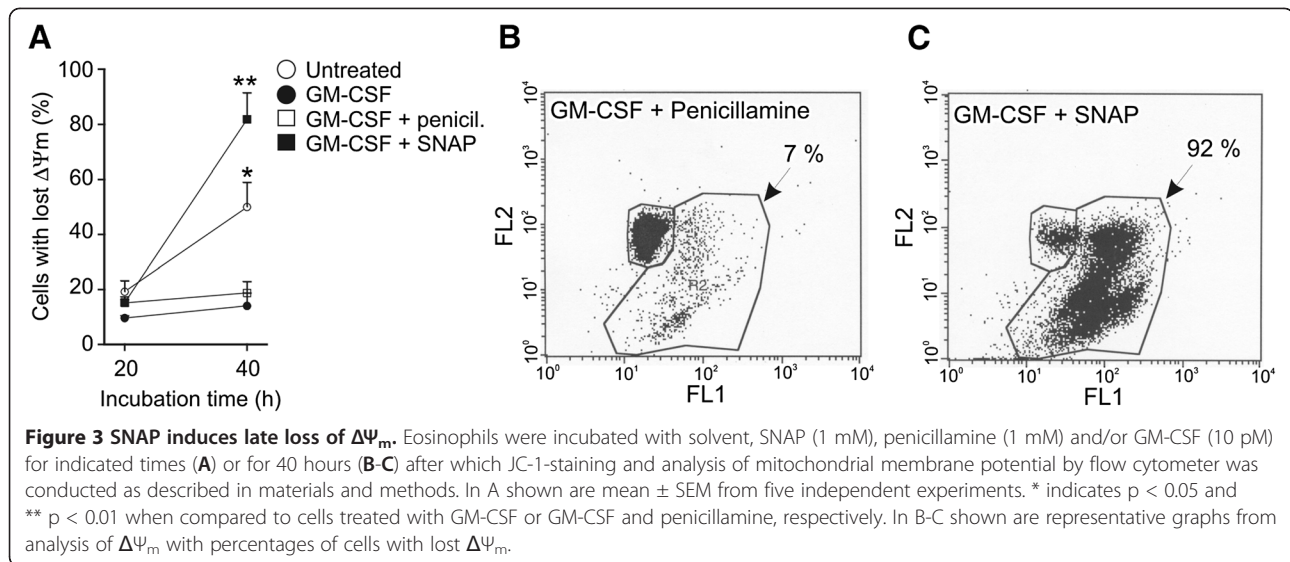 A
100
80
60
40
20
0
Cells with lost ΔΨm (%)
**
*
20
40
Incubation time (h)
Untreated
GM-CSF
GM-CSF + penicil.
GM-CSF + SNAP
B
GM-CSF + Penicillamine
7 %
R2
FL2
10⁴
10³
10²
10¹
10⁰
10⁰ 10¹ 10² 10³ 10⁴
FL1
C
GM-CSF + SNAP
92 %
FL2
10⁴
10³
10²
10¹
10⁰
10⁰ 10¹ 10² 10³ 10⁴
FL1
Figure 3 SNAP induces late loss of ΔΨm. Eosinophils were incubated with solvent, SNAP (1 mM), penicillamine (1 mM) and/or GM-CSF (10 pM)
for indicated times (A) or for 40 hours (B-C) after which JC-1-staining and analysis of mitochondrial membrane potential by flow cytometer was
conducted as described in materials and methods. In A shown are mean ± SEM from five independent experiments. * indicates p < 0.05 and
** p < 0.01 when compared to cells treated with GM-CSF or GM-CSF and penicillamine, respectively. In B-C shown are representative graphs from
analysis of ΔΨm with percentages of cells with lost ΔΨm.